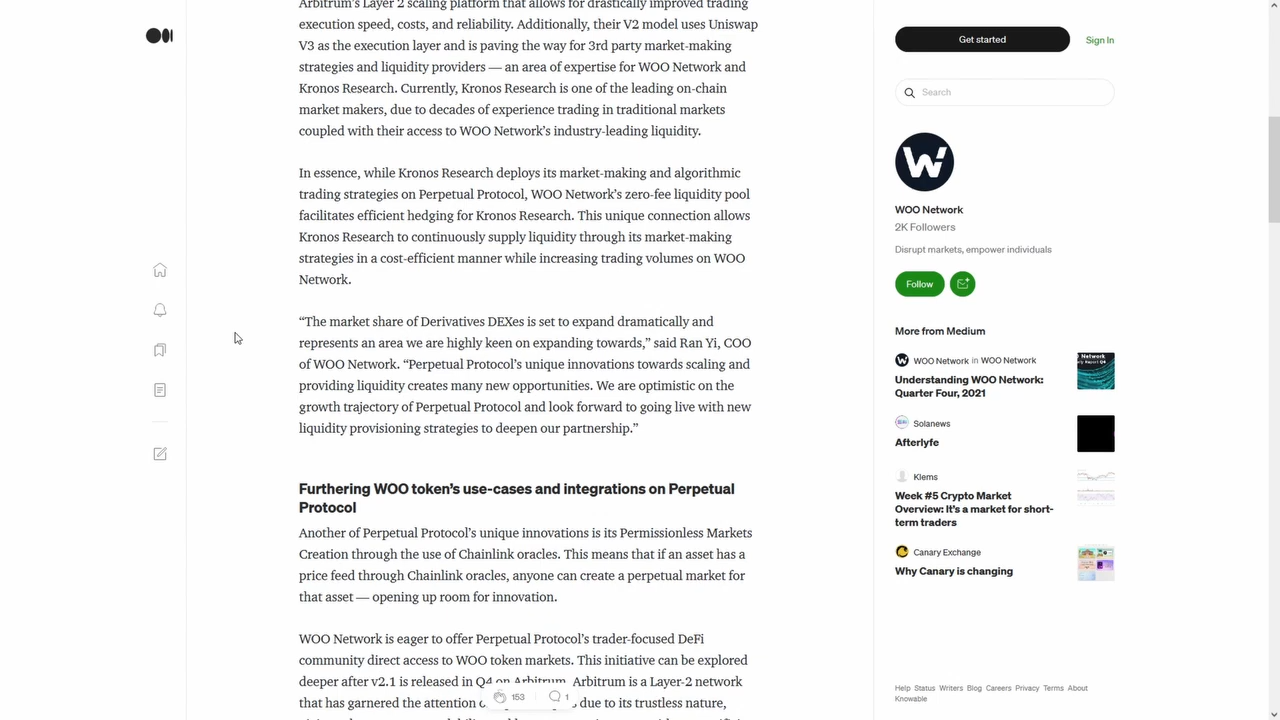 Arbitrum's Layer 2 scaling platform that allows for drastically improved trading
execution speed, costs, and reliability. Additionally, their V2 model uses Uniswap
V3 as the execution layer and is paving the way for 3rd party market-making
strategies and liquidity providers — an area of expertise for WOO Network and
Kronos Research. Currently, Kronos Research is one of the leading on-chain
market makers, due to decades of experience trading in traditional markets
coupled with their access to WOO Network's industry-leading liquidity.
In essence, while Kronos Research deploys its market-making and algorithmic
trading strategies on Perpetual Protocol, WOO Network's zero-fee liquidity pool
facilitates efficient hedging for Kronos Research. This unique connection allows
Kronos Research to continuously supply liquidity through its market-making
strategies in a cost-efficient manner while increasing trading volumes on WOO
Network.
“The market share of Derivatives DEXes is set to expand dramatically and
represents an area we are highly keen on expanding towards,” said Ran Yi, COO
of WOO Network. “Perpetual Protocol's unique innovations towards scaling and
providing liquidity creates many new opportunities. We are optimistic on the
growth trajectory of Perpetual Protocol and look forward to going live with new
liquidity provisioning strategies to deepen our partnership.”
Furthering WOO token's use-cases and integrations on Perpetual
Protocol
Another of Perpetual Protocol's unique innovations is its Permissionless Markets
Creation through the use of Chainlink oracles. This means that if an asset has a
price feed through Chainlink oracles, anyone can create a perpetual market for
that asset — opening up room for innovation.
WOO Network is eager to offer Perpetual Protocol's trader-focused DeFi
community direct access to WOO token markets. This initiative can be explored
deeper after v2.1 is released in Q4 on Arbitrum. Arbitrum is a Layer-2 network
that has garnered the attention of due to its trustless nature,
153
1
Get started
Sign In
Search
WOO Network
2K Followers
Disrupt markets, empower individuals
Follow
More from Medium
WOO Network in WOO Network
Understanding WOO Network:
Quarter Four, 2021
Solanews
Afterlyfe
Klems
Week #5 Crypto Market
Overview: It's a market for short-
term traders
Canary Exchange
Why Canary is changing
Help Status Writers Blog Careers Privacy Terms About
Knowable